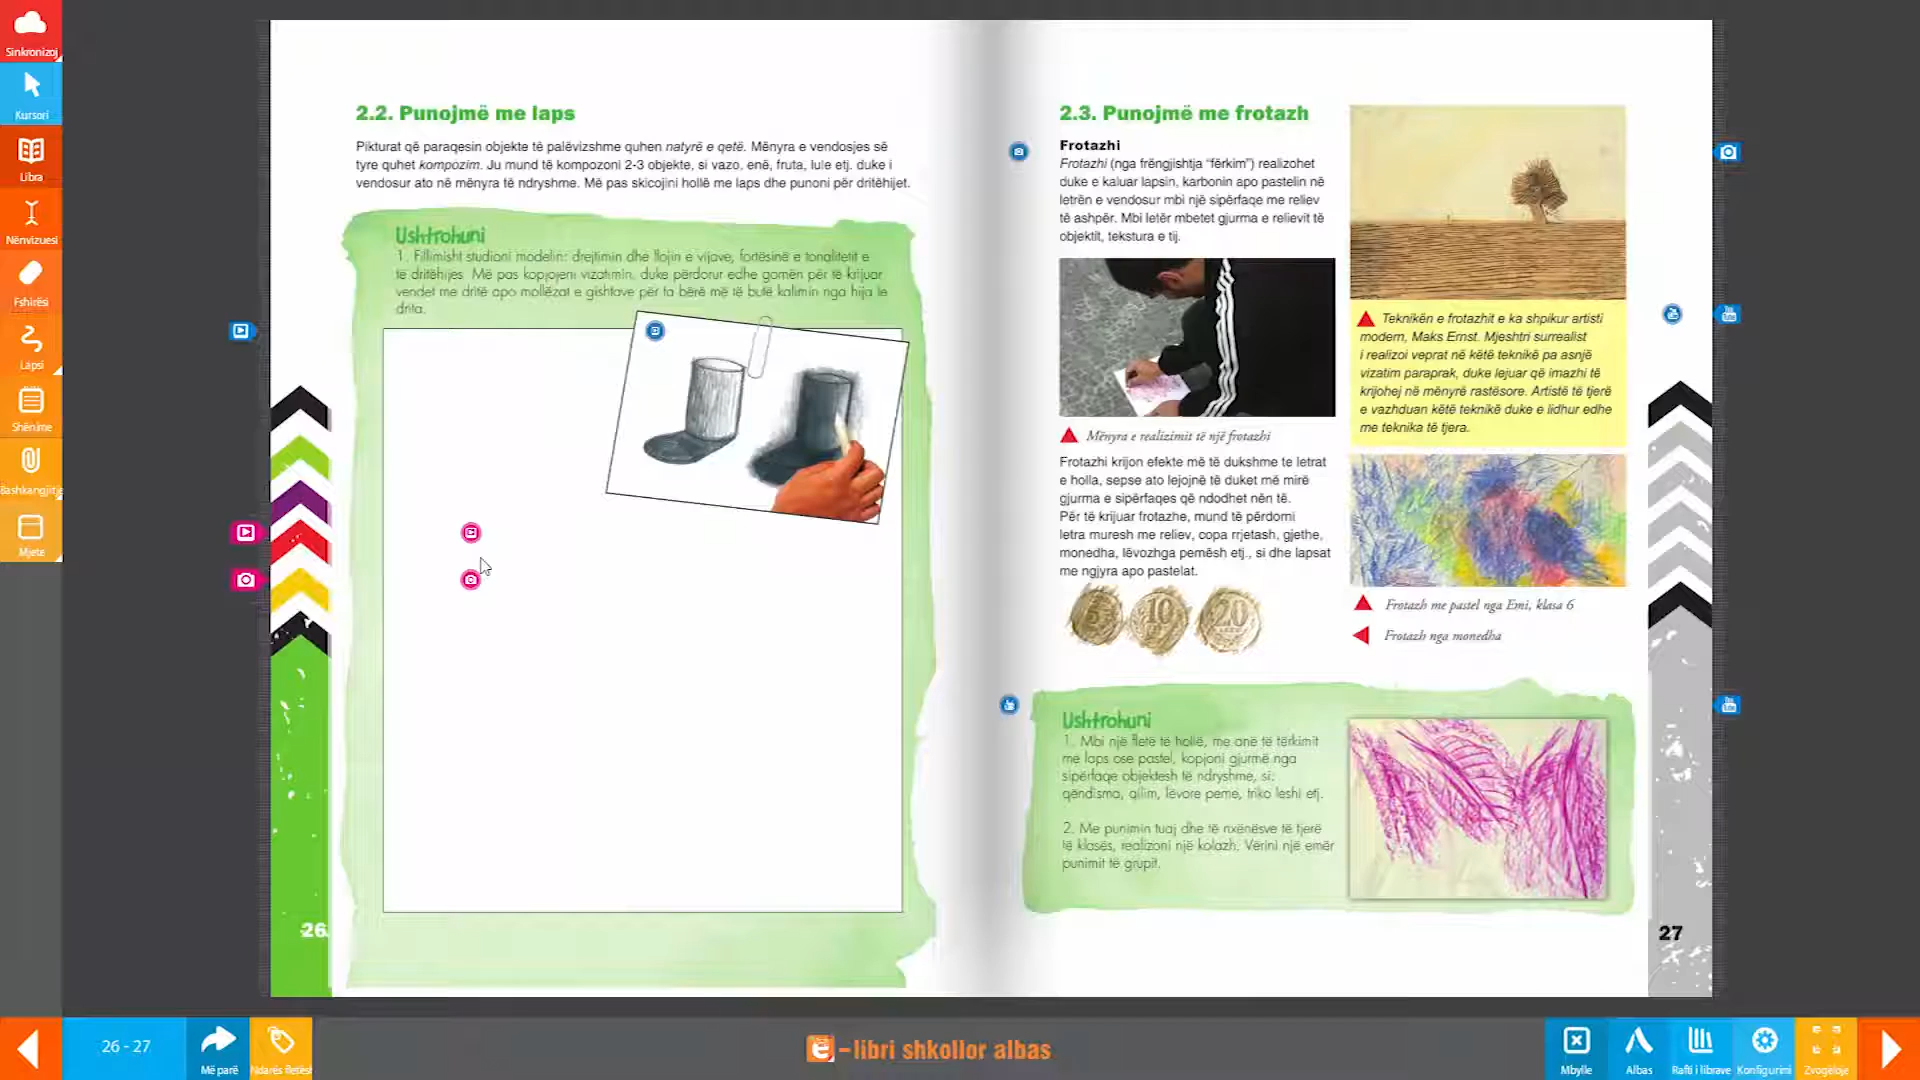 Sinkronizoj
Kursori
Libra
Nënvizuesi
Fshirësi
Lapsi
Shënime
Bashkangjitje
Mjete
2.2. Punojmë me laps
Pikturat që paraqesin objekte të palëvizshme quhen natyrë e qetë. Mënyra e vendosjes së
tyre quhet kompozim. Ju mund të kompozoni 2-3 objekte, si vazo, enë, fruta, lule etj. duke i
vendosur ato në mënyra të ndryshme. Më pas skicojini hollë me laps dhe punoni për dritëhijet.
Ushtrohuni
1. Fillimisht studioni modelin: drejtimin dhe llojin e vijave, fortësinë e tonalitetit e
të dritëhijes. Më pas kopjojeni vizatimin, duke përdorur edhe gomën për të krijuar
vendet me dritë apo mollëzat e gishtave për ta bërë më të butë kalimin nga hija te
drita.
26
2.3. Punojmë me frotazh
Frotazhi
Frotazhi (nga frëngjishtja “fërkim”) realizohet
duke e kaluar lapsin, karbonin apo pastelin në
letrën e vendosur mbi një sipërfaqe me reliev
të ashpër. Mbi letër mbetet gjurma e relievit të
objektit, tekstura e tij.
Mënyra e realizimit të një frotazhi
Frotazhi krijon efekte më të dukshme te letrat
e holla, sepse ato lejojnë të duket më mirë
gjurma e sipërfaqes që ndodhet nën të.
Për të krijuar frotazhe, mund të përdorni
letra muresh me reliev, copa rrjetash, gjethe,
monedha, lëvozhga pemësh etj., si dhe lapsat
me ngjyra apo pastelat.
5 10 20
Teknikën e frotazhit e ka shpikur artisti
modern, Maks Ernst. Mjeshtri surrealist
i realizoi veprat në këtë teknikë pa asnjë
vizatim paraprak, duke lejuar që imazhi të
krijohej në mënyrë rastësore. Artistë të tjerë
e vazhduan këtë teknikë duke e lidhur edhe
me teknika të tjera.
Frotazh me pastel nga Emi, klasa 6
Frotazh nga monedha
Ushtrohuni
1. Mbi një fletë të hollë, me anë të fërkimit
me laps ose pastel, kopjoni gjurmë nga
sipërfaqe objektesh të ndryshme, si:
qëndisma, qilim, lëvore peme, triko leshi etj.
2. Me punimin tuaj dhe të nxënësve të tjerë
të klasës, realizoni një kolazh. Vërini një emër
punimit të grupit.
27
You
Tube
You
Tube
26 - 27
Më parë
Ndarës fletësh
e-libri shkollor albas
Mbylle
Albas
Rafti i librave
Konfigurimi
Zvogëloje